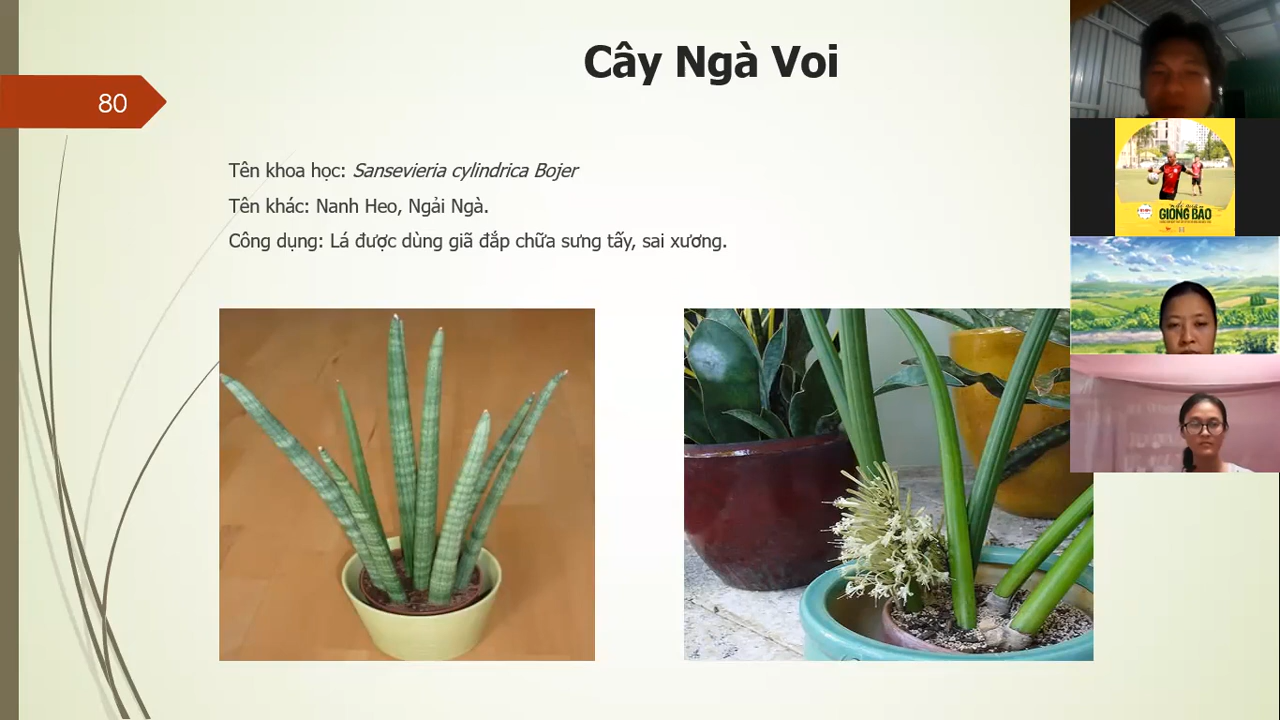 Cây Ngà Voi
80
Tên khoa học: Sansevieria cylindrica Bojer
Tên khác: Nanh Heo, Ngải Ngà.
Công dụng: Lá được dùng giã đắp chữa sưng tấy, sai xương.
GIÔNG BÃO